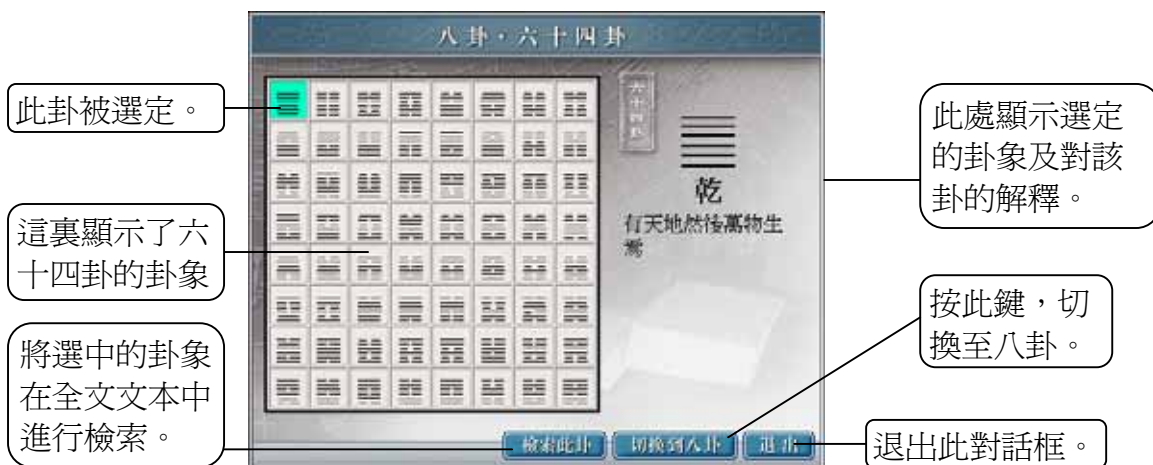 八卦·六十四卦
此卦被選定。
這裏顯示了六
十四卦的卦象
將選中的卦象
在全文文本中
進行檢索。
六十四卦
乾
有天地然後萬物生
焉
此處顯示選定
的卦象及對該
卦的解釋。
按此鍵，切
換至八卦。
檢索此卦
切換到八卦
退出
退出此對話框。